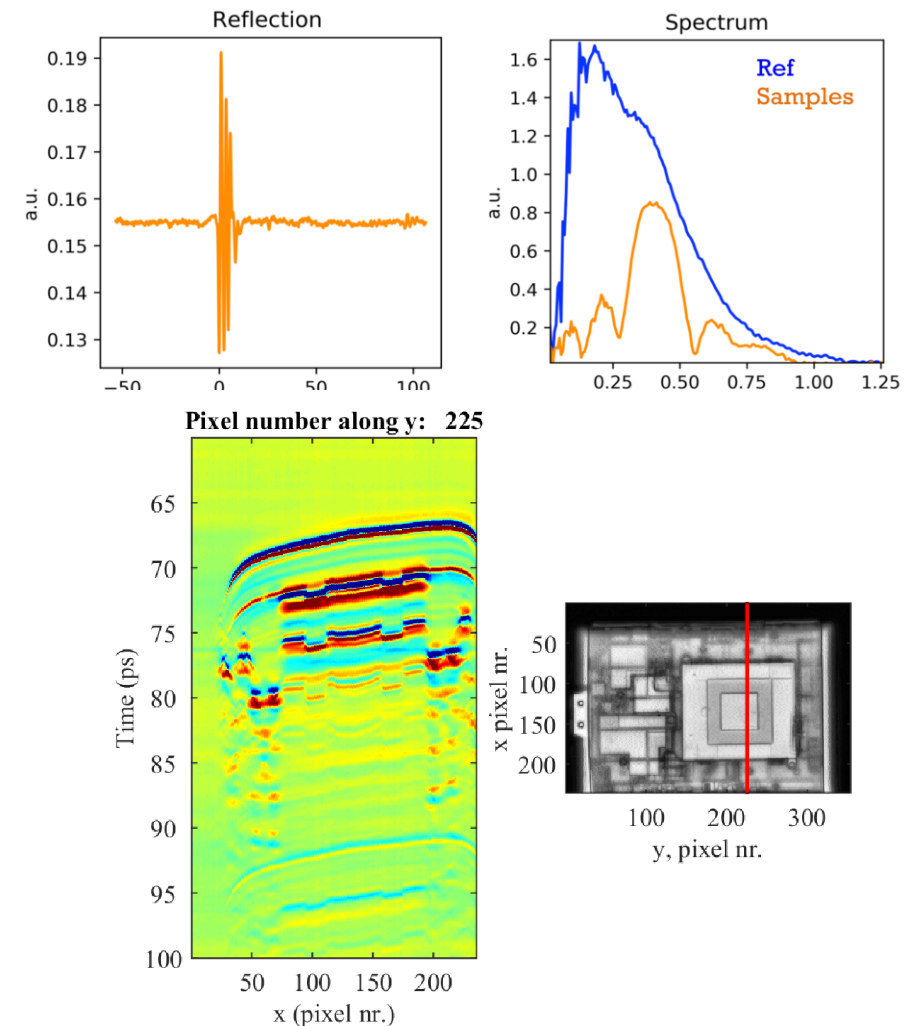 Reflection
a.u.
0.19
0.18
0.17
0.16
0.15
0.14
0.13
−50 0 50 100
Spectrum
a.u.
1.6
1.4
1.2
1.0
0.8
0.6
0.4
0.2
0.25 0.50 0.75 1.00 1.25
Ref
Samples
Pixel number along y: 225
Time (ps)
65
70
75
80
85
90
95
100
50 100 150 200
x (pixel nr.)
x pixel nr.
50
100
150
200
100 200 300
y, pixel nr.